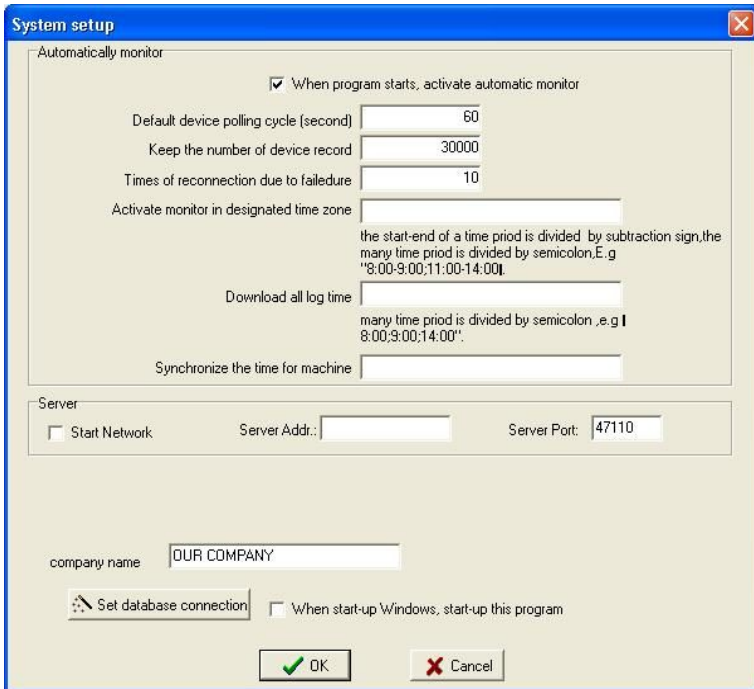 System setup
Automatically monitor
When program starts, activate automatic monitor
Default device polling cycle (second) 60
Keep the number of device record 30000
Times of reconnection due to failedure 10
Activate monitor in designated time zone
the start-end of a time priod is divided by subtraction sign,the
many time priod is divided by semicolon,E.g
"8:00-9:00;11:00-14:00.
Download all log time
many time priod is divided by semicolon ,e.g
8:00;9:00;14:00".
Synchronize the time for machine
Server
Start Network Server Addr.: Server Port: 47110
company name OUR COMPANY
Set database connection When start-up Windows, start-up this program
OK Cancel